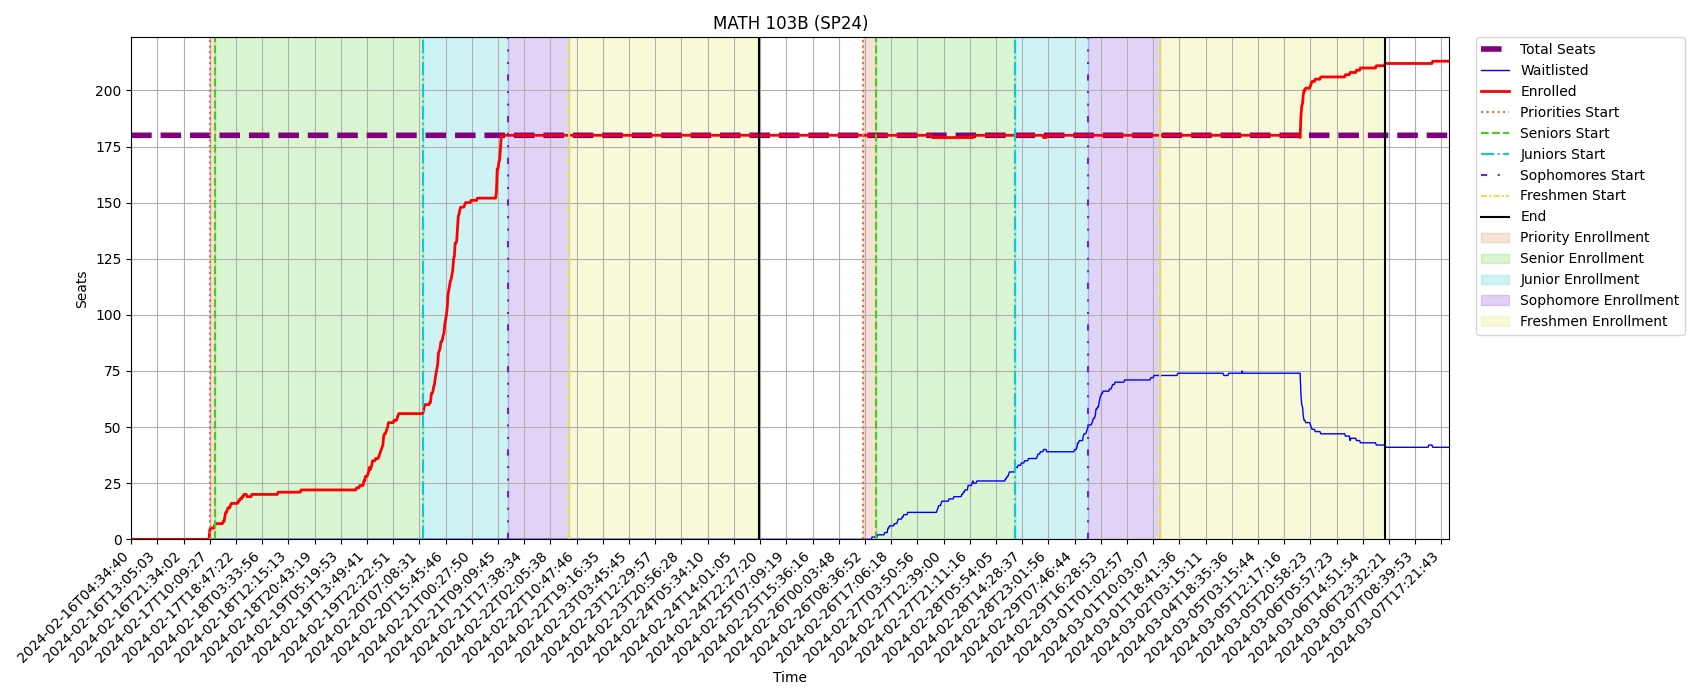 MATH 103B (SP24)
Seats
200
175
150
125
100
75
50
25
0
2024-02-16T04:34:40
2024-02-16T13:05:03
2024-02-16T21:34:02
2024-02-17T10:09:27
2024-02-17T18:47:22
2024-02-18T03:33:56
2024-02-18T12:15:13
2024-02-18T20:43:19
2024-02-19T05:19:53
2024-02-19T13:49:41
2024-02-19T22:22:51
2024-02-20T07:08:31
2024-02-20T15:45:46
2024-02-21T00:27:50
2024-02-21T09:09:45
2024-02-21T17:38:34
2024-02-22T02:05:38
2024-02-22T10:47:46
2024-02-22T19:16:35
2024-02-23T03:45:45
2024-02-23T12:29:57
2024-02-23T20:56:28
2024-02-24T05:34:10
2024-02-24T14:01:05
2024-02-24T22:27:20
2024-02-25T07:09:19
2024-02-25T15:36:16
2024-02-26T00:03:48
2024-02-26T08:36:52
2024-02-26T17:06:18
2024-02-27T03:50:56
2024-02-27T12:39:00
2024-02-27T21:11:16
2024-02-28T05:54:05
2024-02-28T14:28:37
2024-02-28T23:01:56
2024-02-29T07:46:44
2024-02-29T16:28:53
2024-03-01T01:02:57
2024-03-01T10:03:07
2024-03-01T18:41:36
2024-03-02T03:15:11
2024-03-04T18:35:36
2024-03-05T03:15:44
2024-03-05T12:17:16
2024-03-05T20:58:23
2024-03-06T05:57:23
2024-03-06T14:51:54
2024-03-06T23:32:21
2024-03-07T08:39:53
2024-03-07T17:21:43
Time
Total Seats
Waitlisted
Enrolled
Priorities Start
Seniors Start
Juniors Start
Sophomores Start
Freshmen Start
End
Priority Enrollment
Senior Enrollment
Junior Enrollment
Sophomore Enrollment
Freshmen Enrollment